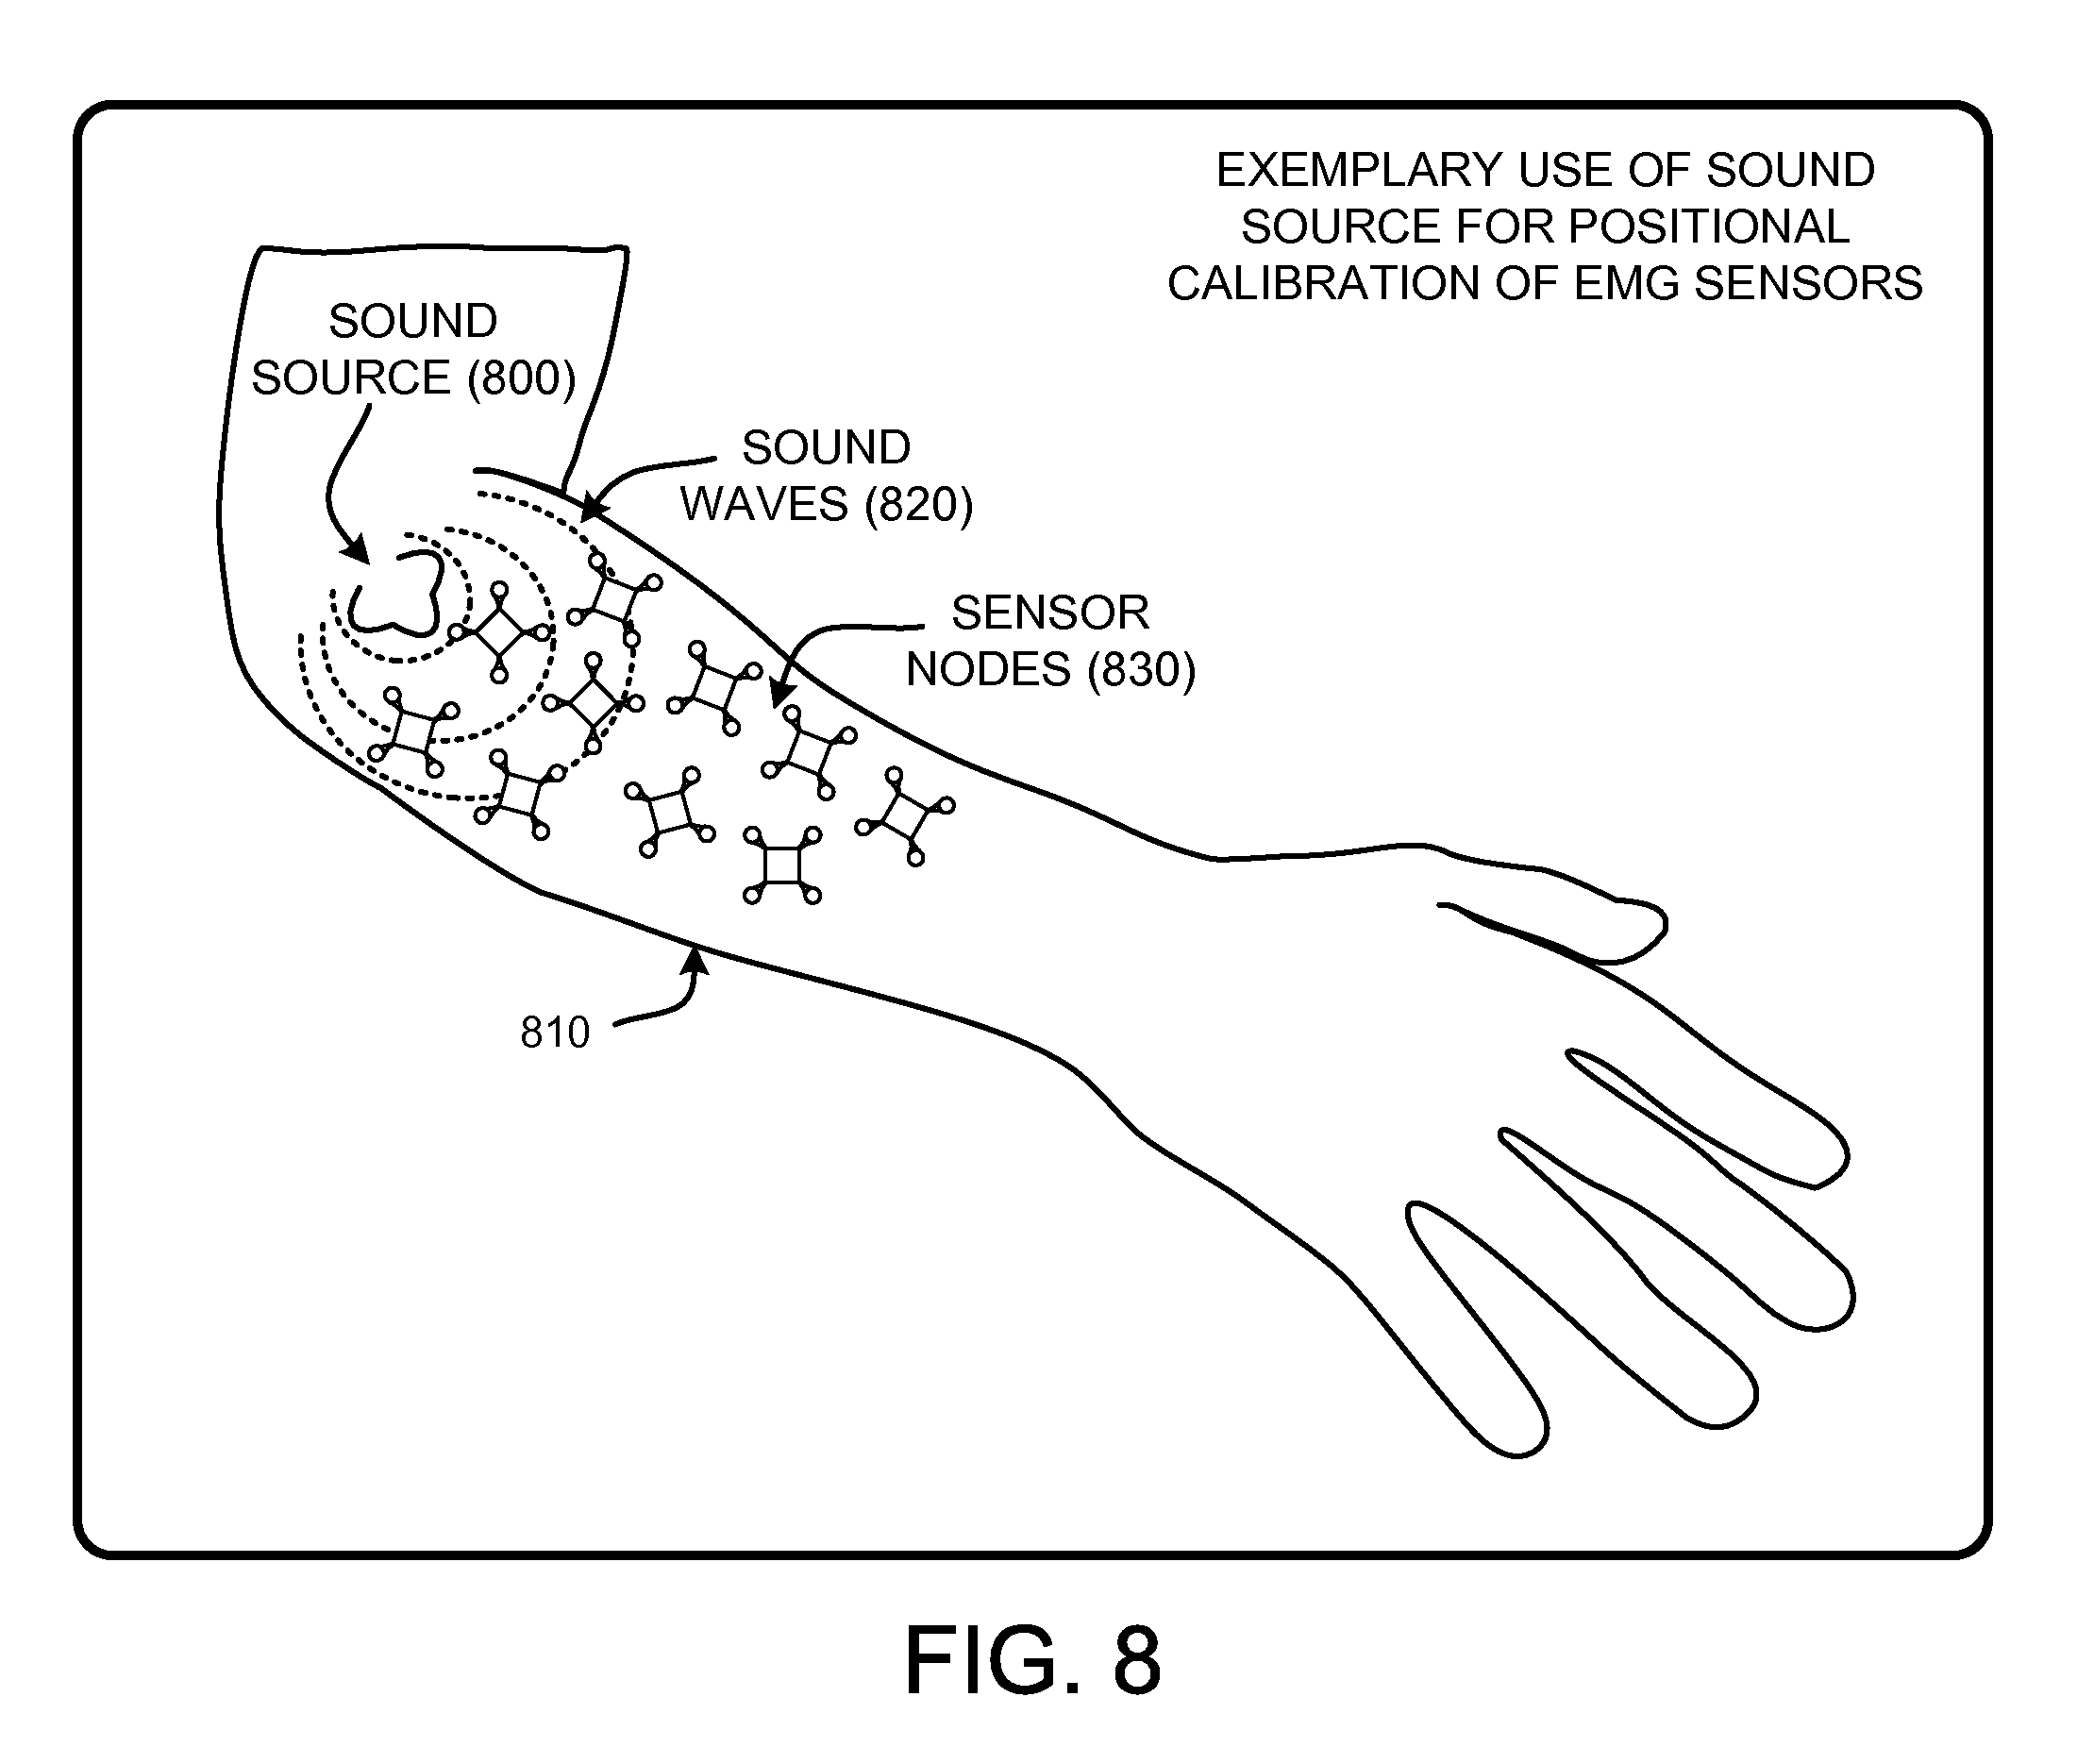 EXEMPLARY USE OF SOUND
SOURCE FOR POSITIONAL
CALIBRATION OF EMG SENSORS
SOUND
SOURCE (800)
SOUND
WAVES (820)
SENSOR
NODES (830)
810
FIG. 8